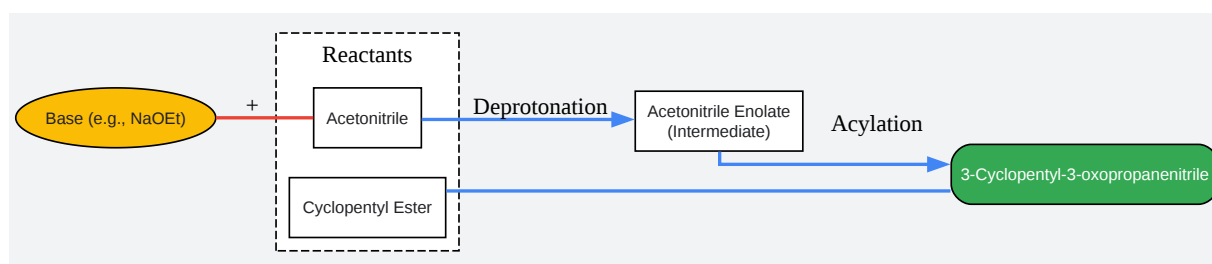 Reactants
Base (e.g., NaOEt)
+
Acetonitrile
Deprotonation
Acetonitrile Enolate
(Intermediate)
Acylation
Cyclopentyl Ester
3-Cyclopentyl-3-oxopropanenitrile